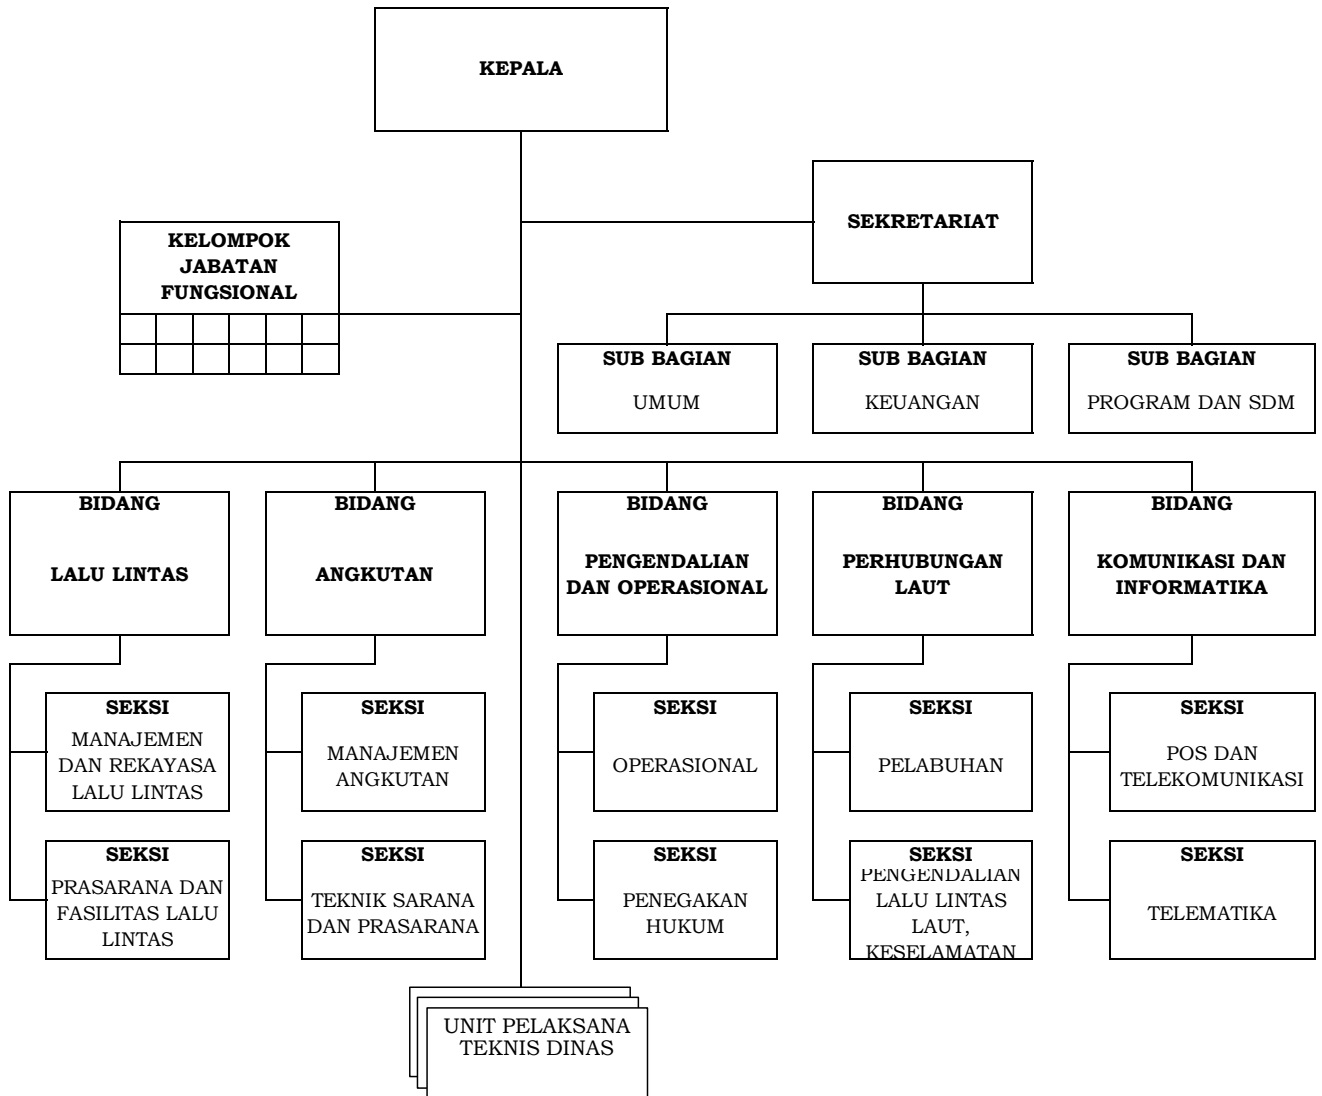 KEPALA
SEKRETARIAT
KELOMPOK
JABATAN
FUNGSIONAL
SUB BAGIAN
UMUM
SUB BAGIAN
KEUANGAN
SUB BAGIAN
PROGRAM DAN SDM
BIDANG
LALU LINTAS
BIDANG
ANGKUTAN
BIDANG
PENGENDALIAN
DAN OPERASIONAL
BIDANG
PERHUBUNGAN
LAUT
BIDANG
KOMUNIKASI DAN
INFORMATIKA
SEKSI
MANAJEMEN
DAN REKAYASA
LALU LINTAS
SEKSI
MANAJEMEN
ANGKUTAN
SEKSI
OPERASIONAL
SEKSI
PELABUHAN
SEKSI
POS DAN
TELEKOMUNIKASI
SEKSI
PRASARANA DAN
FASILITAS LALU
LINTAS
SEKSI
TEKNIK SARANA
DAN PRASARANA
SEKSI
PENEGAKAN
HUKUM
SEKSI
PENGENDALIAN
LALU LINTAS
LAUT,
KESELAMATAN
SEKSI
TELEMATIKA
UNIT PELAKSANA
TEKNIS DINAS